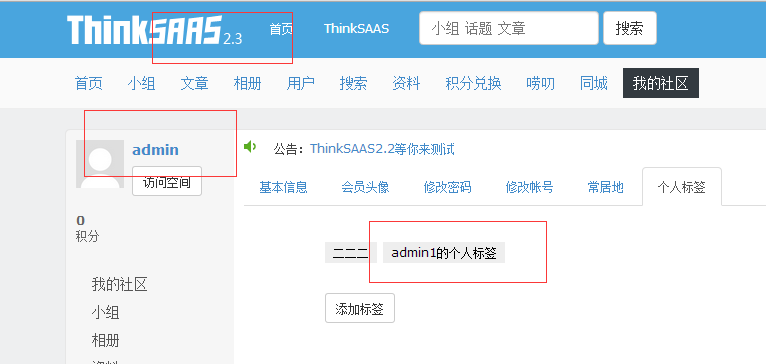 ThinkSAAS 2.3 首页 ThinkSAAS 小组 话题 文章 搜索
首页 小组 文章 相册 用户 搜索 资料 积分兑换 唠叨 同城 我的社区
admin
访问空间
0
积分
我的社区
小组
相册
资料
公告：ThinkSAAS2.2等你来测试
基本信息 会员头像 修改密码 修改帐号 常居地 个人标签
二二二 admin1的个人标签
添加标签